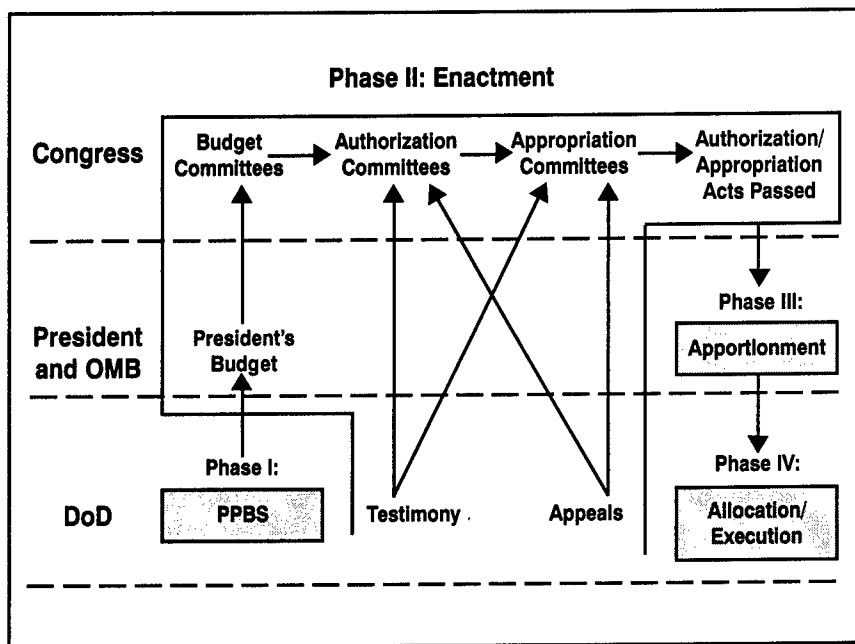 Phase II: Enactment
Congress
Budget
Committees
Authorization
Committees
Appropriation
Committees
Authorization/
Appropriation
Acts Passed
President
and OMB
President's
Budget
Phase III:
Apportionment
DoD
Phase I:
PPBS
Testimony
Appeals
Phase IV:
Allocation/
Execution